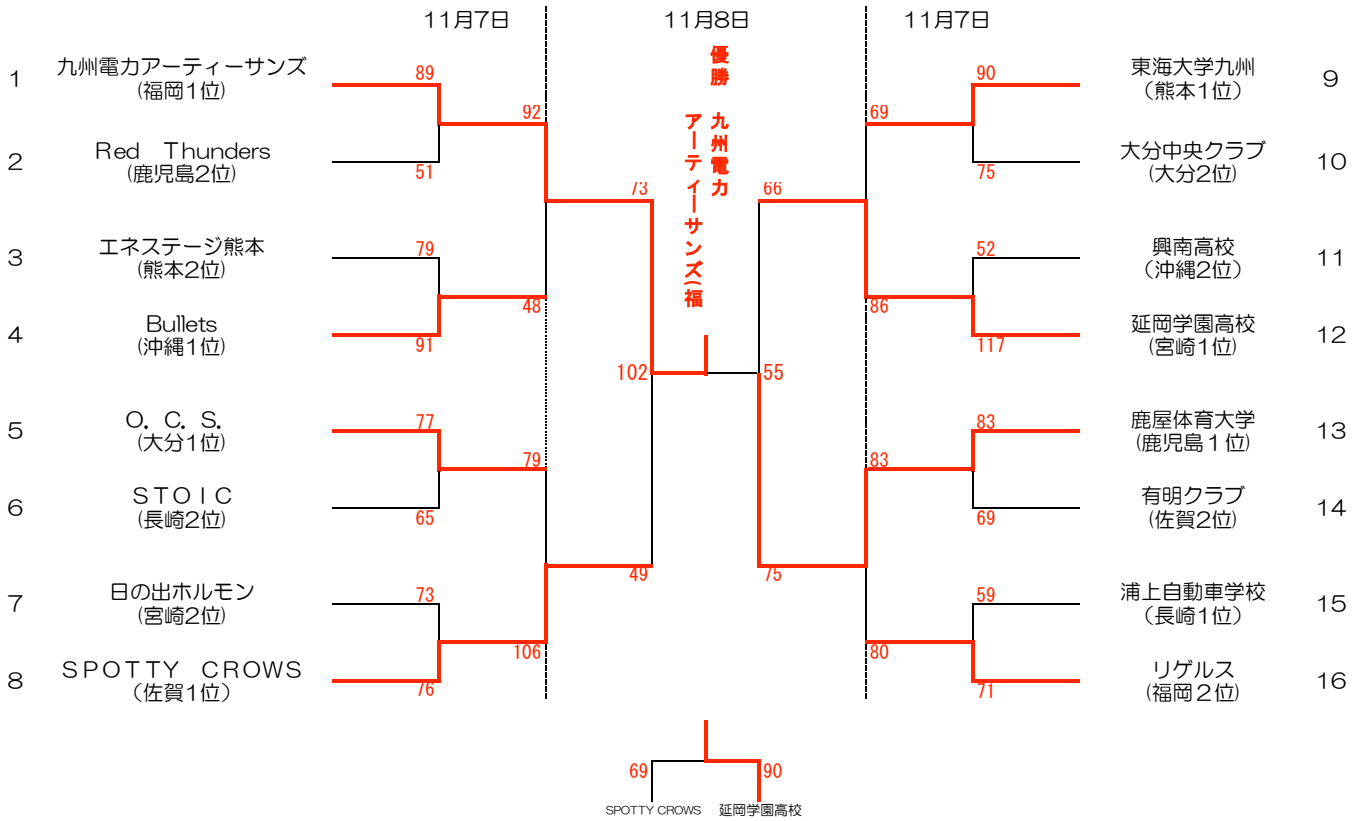 11月7日
11月8日
11月7日
優勝 九州電力
アーティーサンズ(福
1
九州電力アーティーサンズ
(福岡1位)
89
92
2
Red Thunders
(鹿児島2位)
51
73
3
エネステージ熊本
(熊本2位)
79
48
4
Bullets
(沖縄1位)
91
102
5
O. C. S.
(大分1位)
77
79
6
STOIC
(長崎2位)
65
49
7
日の出ホルモン
(宮崎2位)
73
106
8
SPOTTY CROWS
(佐賀1位)
76
69
90
東海大学九州
(熊本1位)
9
66
75
大分中央クラブ
(大分2位)
10
86
52
興南高校
(沖縄2位)
11
55
117
延岡学園高校
(宮崎1位)
12
83
83
鹿屋体育大学
(鹿児島1位)
13
75
69
有明クラブ
(佐賀2位)
14
80
59
浦上自動車学校
(長崎1位)
15
71
リゲルス
(福岡2位)
16
69
90
SPOTTY CROWS
延岡学園高校